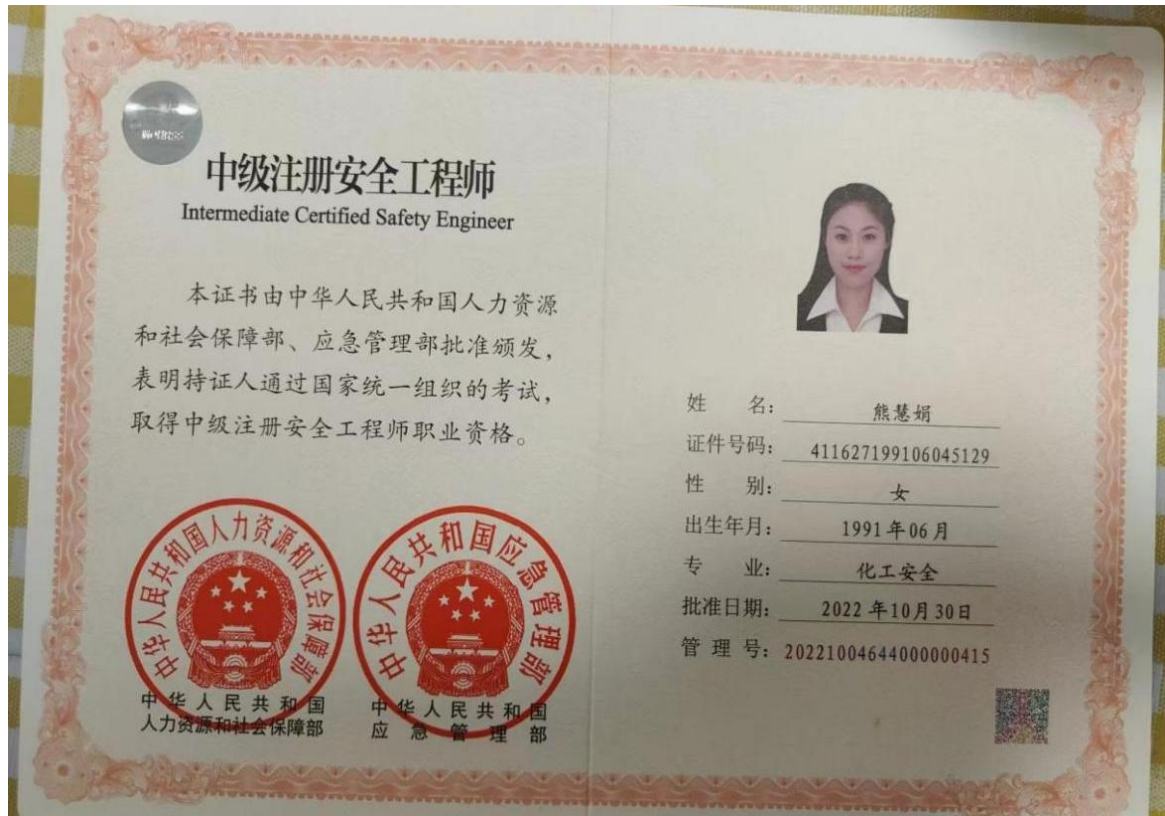 中级注册安全工程师
Intermediate Certified Safety Engineer
本证书由中华人民共和国人力资源
和社会保障部、应急管理部批准颁发，
表明持证人通过国家统一组织的考试，
取得中级注册安全工程师职业资格。
中华人民共和国人力资源和社会保障部
中华人民共和国应急管理部
中华人民共和国
人力资源和社会保障部
中华人民共和国
应急管理部
姓 名： 熊慧娟
证件号码： 411627199106045129
性 别： 女
出生年月： 1991年06月
专 业： 化工安全
批准日期： 2022年10月30日
管 理 号： 20221004644000000415